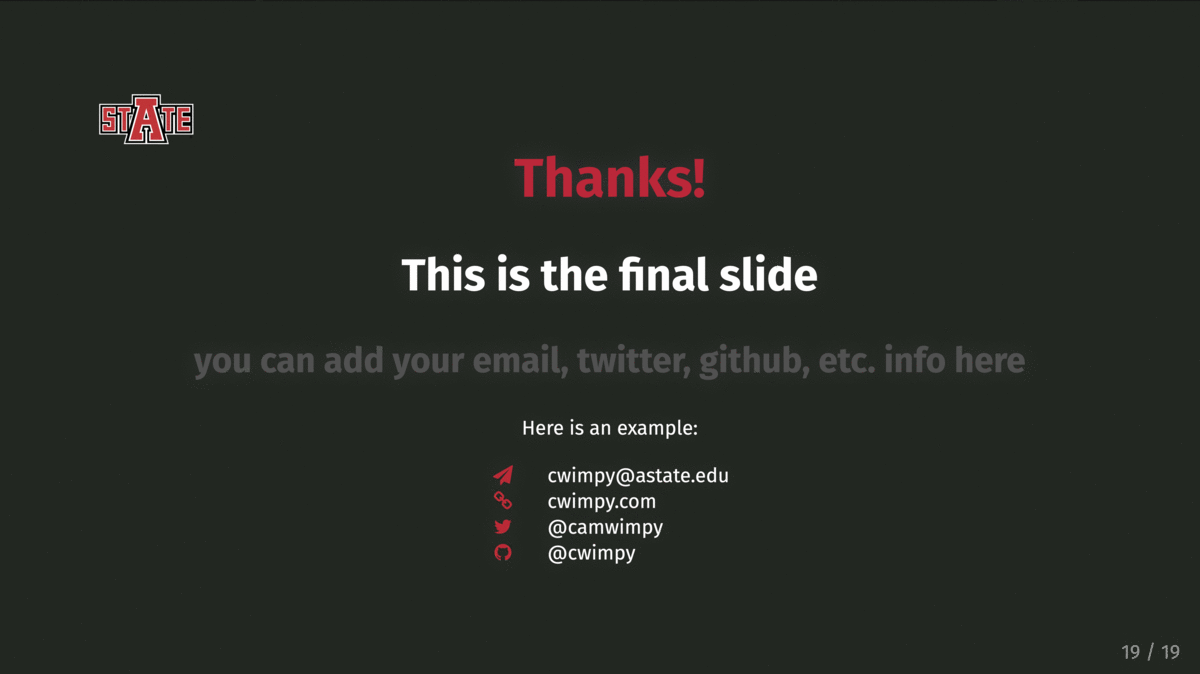 STATE
Thanks!
This is the final slide
you can add your email, twitter, github, etc. info here
Here is an example:
cwimpy@astate.edu
cwimpy.com
@camwimpy
@cwimpy
19 / 19